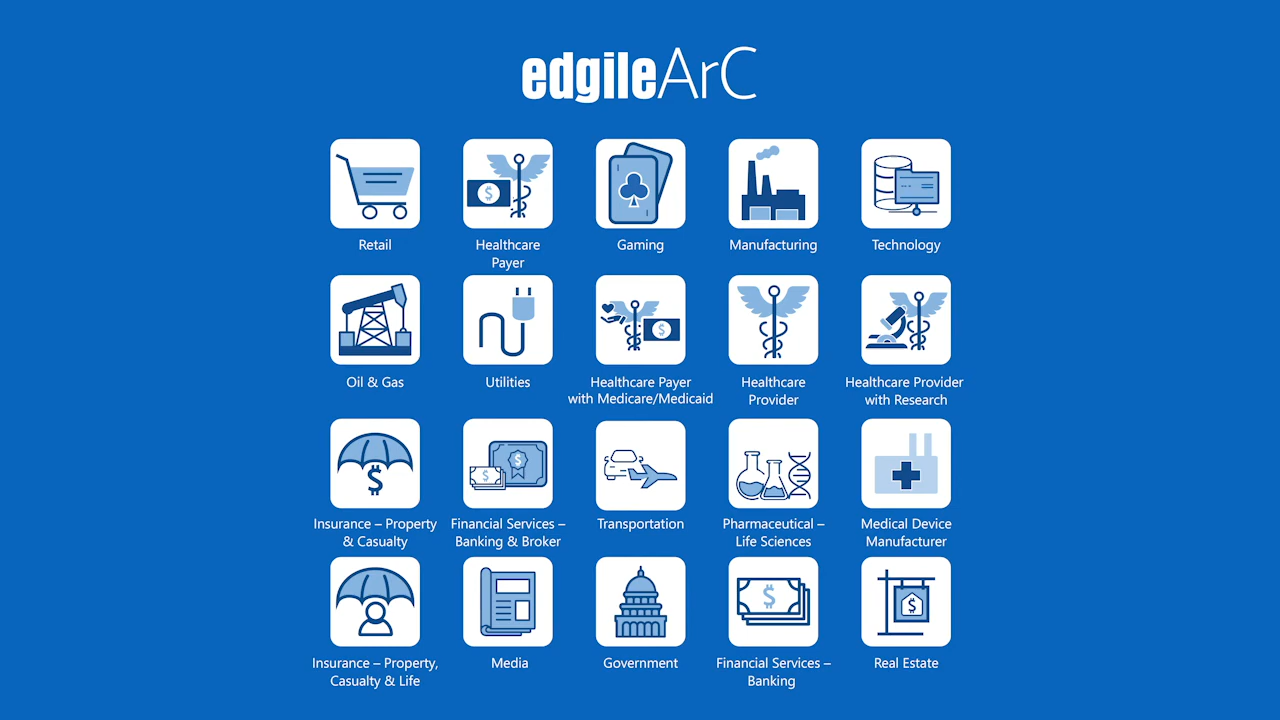 edgileArC
Retail
Healthcare
Payer
Gaming
Manufacturing
Technology
Oil & Gas
Utilities
Healthcare Payer
with Medicare/Medicaid
Healthcare
Provider
Healthcare Provider
with Research
Insurance – Property
& Casualty
Financial Services –
Banking & Broker
Transportation
Pharmaceutical –
Life Sciences
Medical Device
Manufacturer
Insurance – Property,
Casualty & Life
Media
Government
Financial Services –
Banking
Real Estate